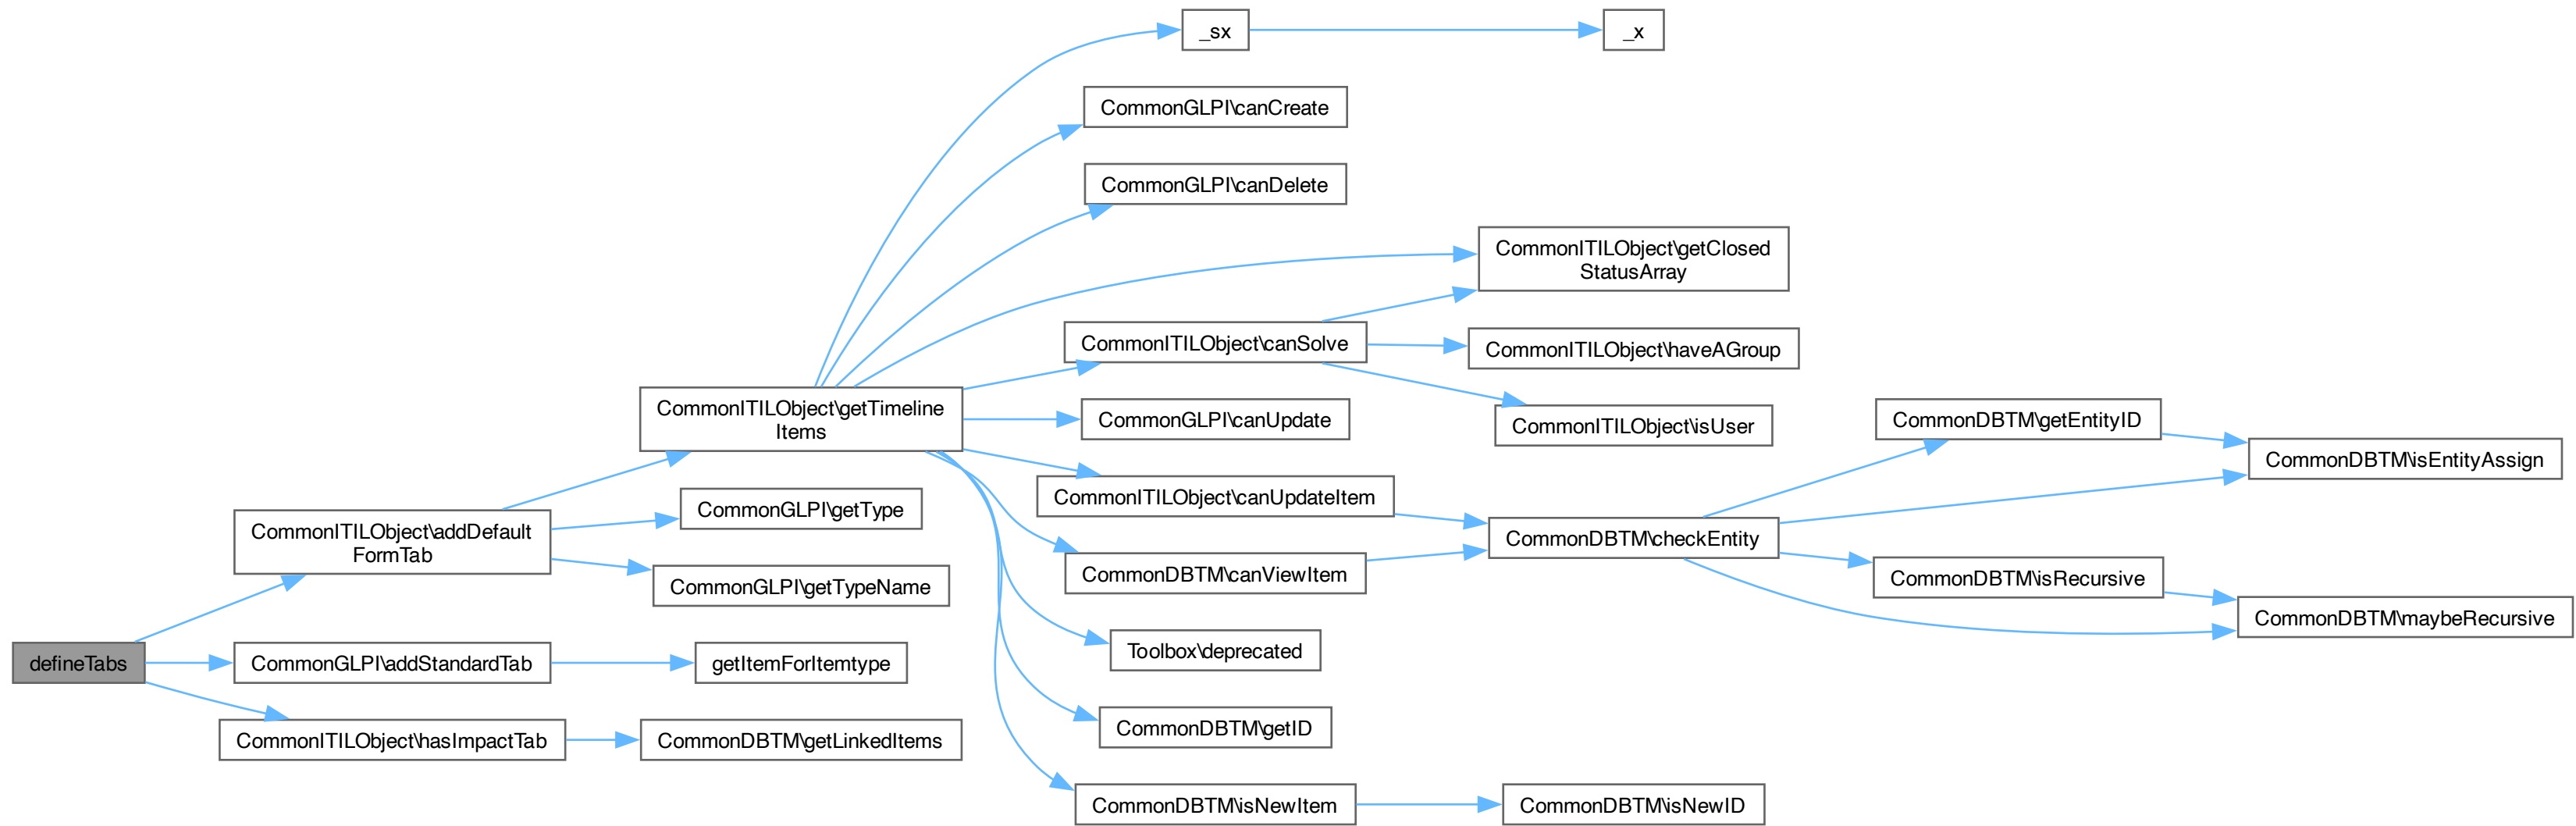 _sx
_x
CommonGLPI\canCreate
CommonGLPI\canDelete
CommonITILObject\getClosed
StatusArray
CommonITILObject\canSolve
CommonITILObject\haveAGroup
CommonITILObject\getTimeline
Items
CommonGLPI\canUpdate
CommonITILObject\isUser
CommonDBTM\getEntityID
CommonDBTM\isEntityAssign
CommonITILObject\canUpdateItem
CommonGLPI\getType
CommonITILObject\addDefault
FormTab
CommonDBTM\checkEntity
CommonDBTM\canViewItem
CommonDBTM\isRecursive
CommonGLPI\getTypeName
CommonDBTM\maybeRecursive
Toolbox\deprecated
defineTabs
CommonGLPI\addStandardTab
getItemForItemtype
CommonDBTM\getID
CommonITILObject\hasImpactTab
CommonDBTM\getLinkedItems
CommonDBTM\isNewItem
CommonDBTM\isNewID